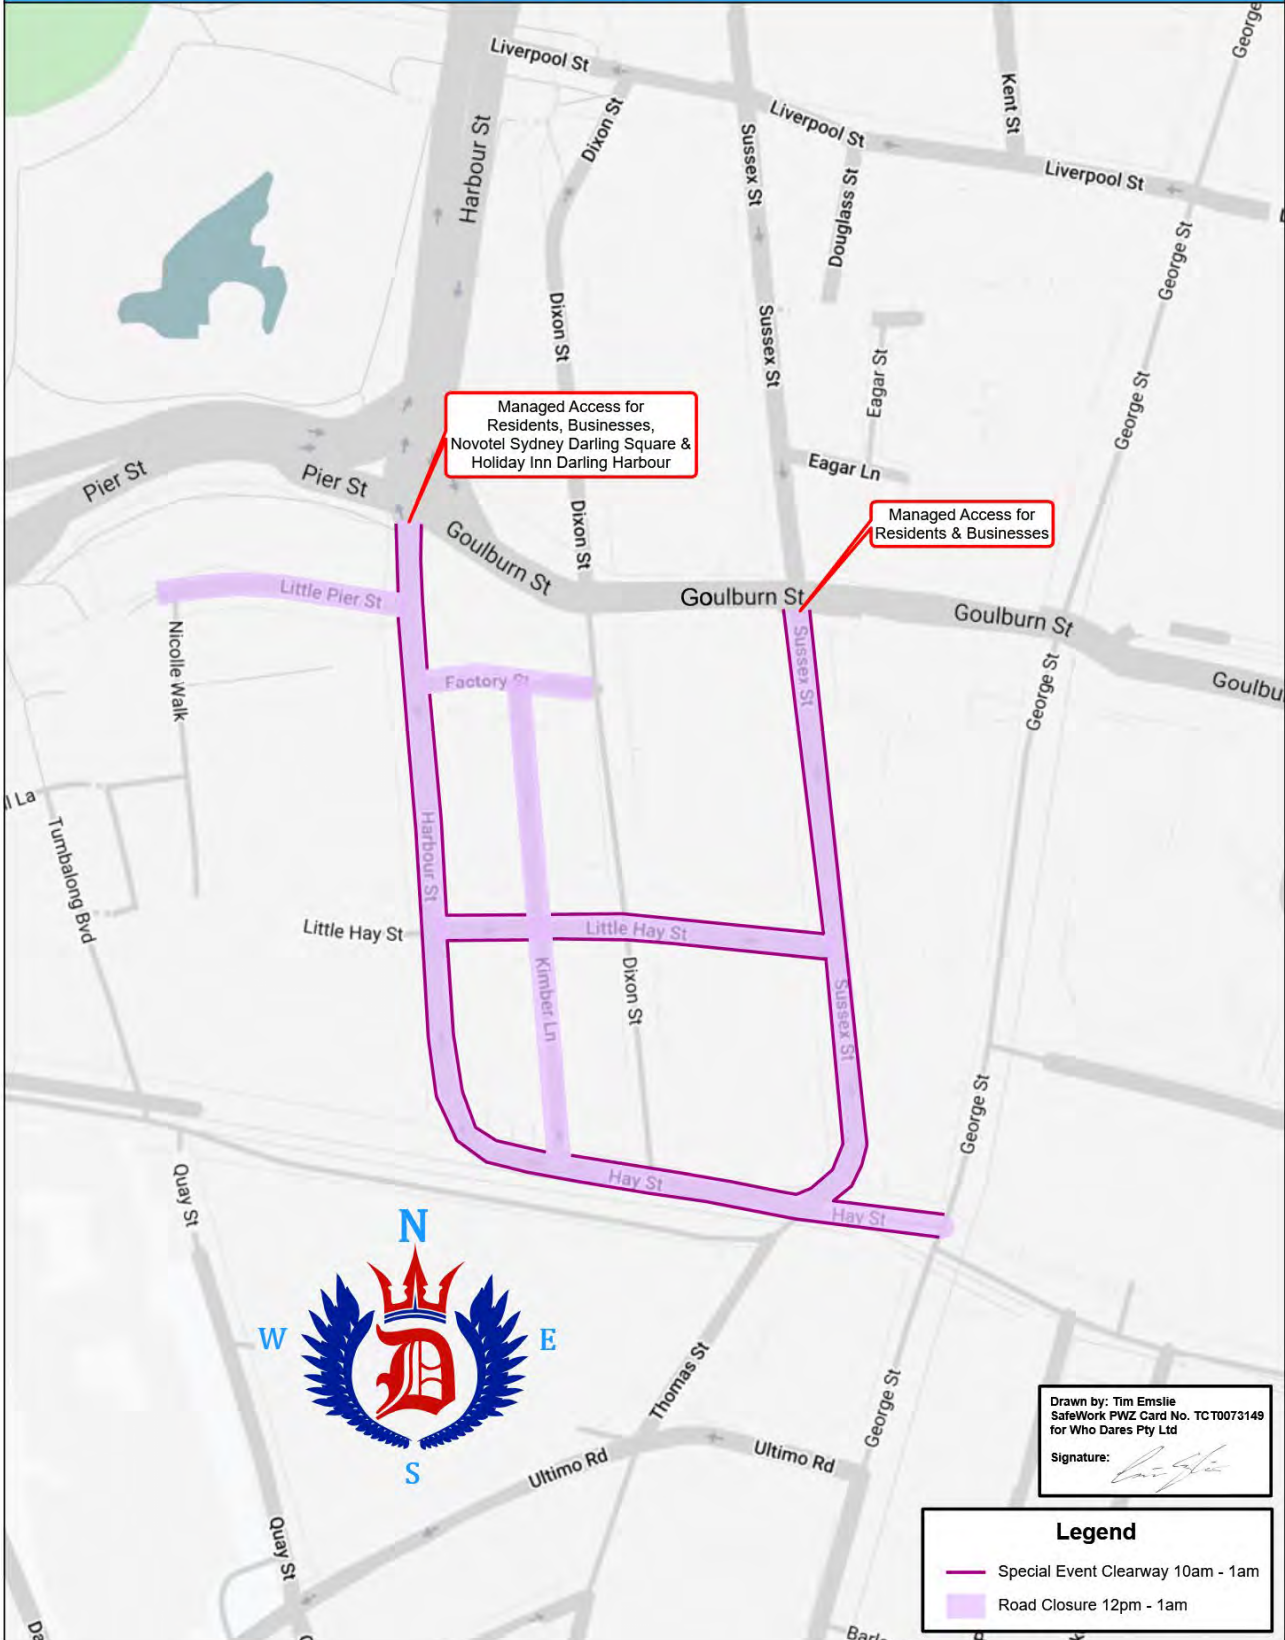 George
Liverpool St
Kent St
Harbour St
Dixon St
Sussex St
Liverpool St
Liverpool St
Douglass St
George St
Dixon St
Sussex St
Eagar St
George St
Managed Access for
Residents, Businesses,
Novotel Sydney Darling Square &
Holiday Inn Darling Harbour
Pier St
Pier St
Eagar Ln
Dixon St
Managed Access for
Residents & Businesses
Goulburn St
Goulburn St
Goulburn St
Little Pier St
Nicolle Walk
Sussex St
Factory St
George St
Goulbu
l La
Tumbalong Bvd
Harbour St
Little Hay St
Little Hay St
Kimber Ln
Dixon St
Sussex St
George St
Quay St
Hay St
Hay St
N
W
E
D
S
Thomas St
George St
Ultimo Rd
Ultimo Rd
Quay St
Drawn by: Tim Emslie
SafeWork PWZ Card No. TCT0073149
for Who Dares Pty Ltd
Signature:
Legend
Special Event Clearway 10am - 1am
Road Closure 12pm - 1am
Da
Barl